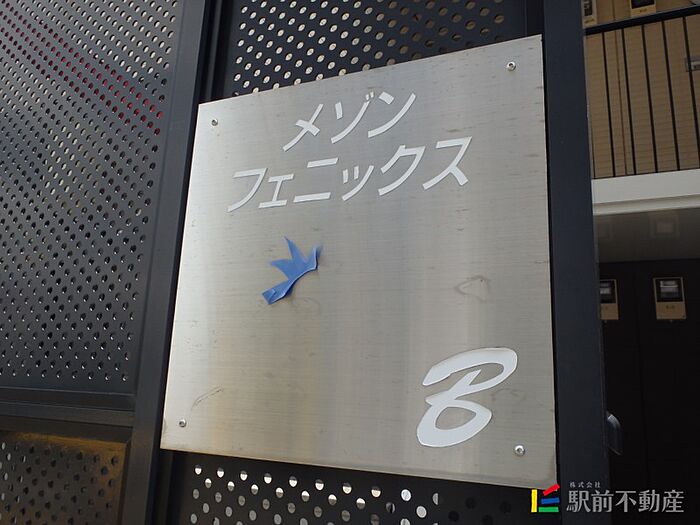 メゾン
フェニックス
B
株式会社
駅前不動産